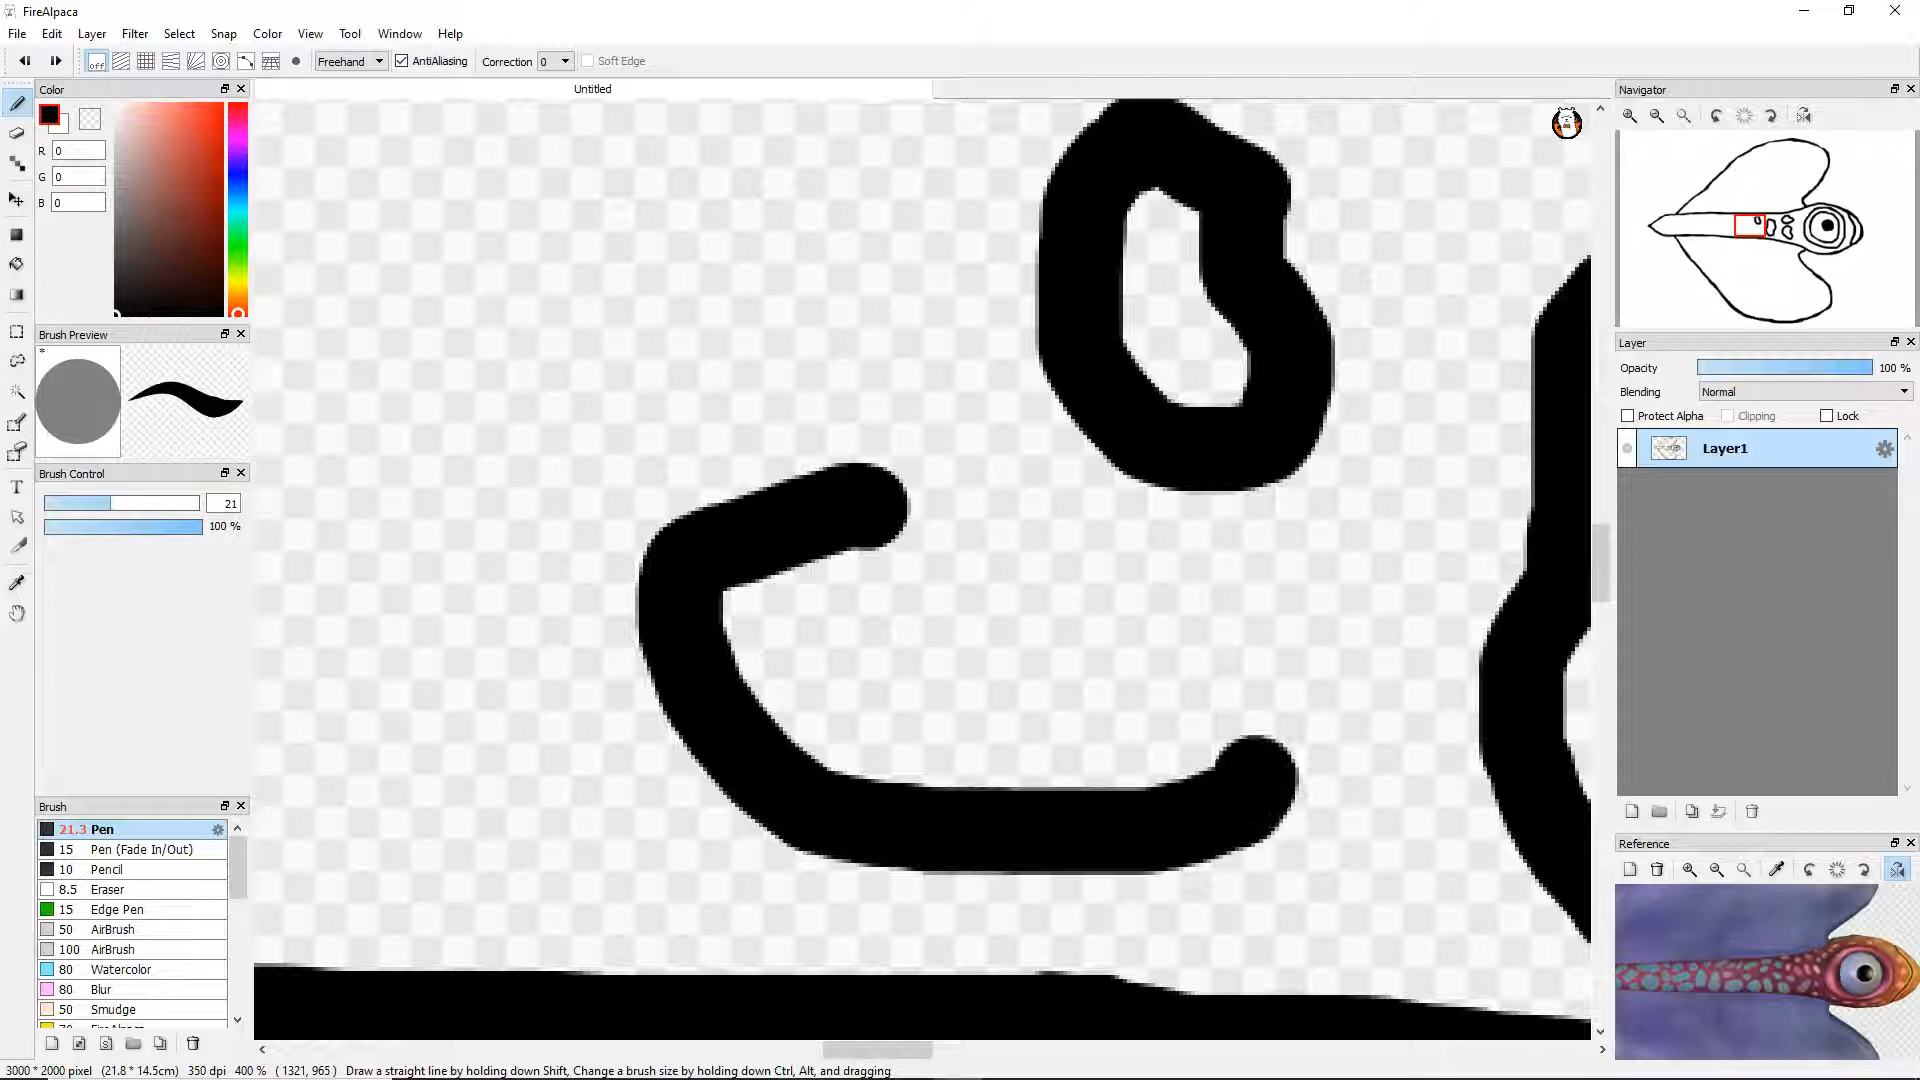 FireAlpaca
File Edit Layer Filter Select Snap Color View Tool Window Help
off Freehand AntiAliasing Correction 0 Soft Edge
Color
Untitled
Navigator
R 0
G 0
B 0
Brush Preview
*
Layer
Opacity 100 %
Blending Normal
Protect Alpha Clipping Lock
Layer1
Brush Control
21
100 %
Brush
21.3 Pen
15 Pen (Fade In/Out)
10 Pencil
8.5 Eraser
15 Edge Pen
50 AirBrush
100 AirBrush
80 Watercolor
80 Blur
50 Smudge
Reference
3000 * 2000 pixel (21.8 * 14.5cm) 350 dpi 400 % ( 1321, 965 ) Draw a straight line by holding down Shift, Change a brush size by holding down Ctrl, Alt, and dragging